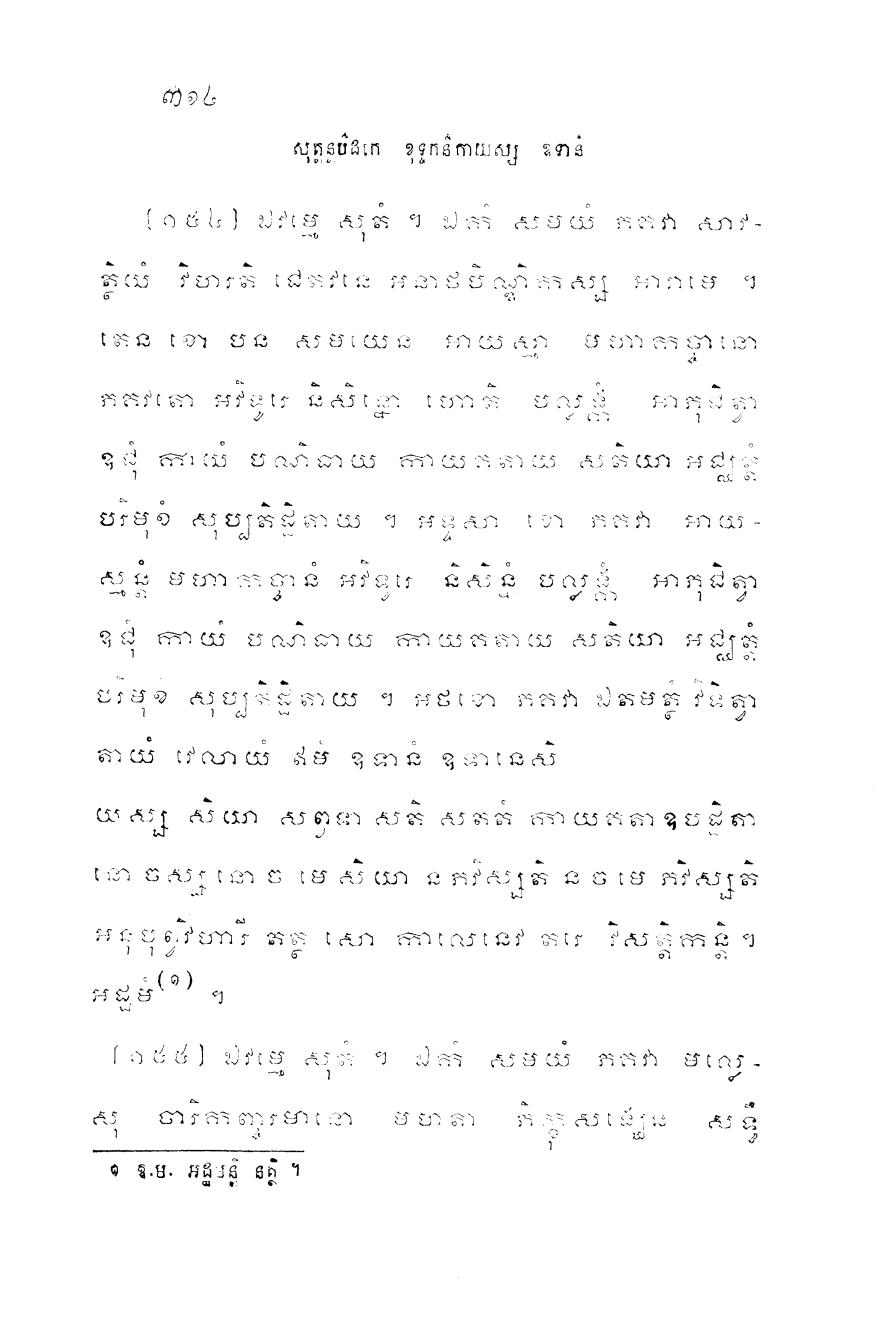 ៣១៤
សុត្តន្តបិដកេ ខុទ្ទកនិកាយស្ស ឧទានំ
[១៥៤] ឯវម្មេ សុតំ ។ ឯកំ សមយំ ភគវា សាវ-
ត្ថិយំ វិហរតិ ជេតវនេ អនាថបិណ្ឌិកស្ស អារាមេ ។
តេន ខោ បន សមយេន អាយស្មា មហាកច្ចានោ
ភគវតោ អវិទូរេ និសិន្នោ ហោតិ បល្លង្កំ អាភុជិត្វា
ឧជុំ កាយំ បណិធាយ កាយគតាយ សតិយា អជ្ឈត្តំ
បរិមុខំ សុប្បតិដ្ឋិតាយ ។ អទ្ទសា ខោ ភគវា អាយ-
ស្មន្តំ មហាកច្ចានំ អវិទូរេ និសិន្នំ បល្លង្កំ អាភុជិត្វា
ឧជុំ កាយំ បណិធាយ កាយគតាយ សតិយា អជ្ឈត្តំ
បរិមុខំ សុប្បតិដ្ឋិតាយ ។ អថខោ ភគវា ឯតមត្ថំ វិទិត្វា
តាយំ វេលាយំ ឥមំ ឧទានំ ឧទានេសិ
យស្ស សិយា សព្វទា សតិ សតតំ កាយគតា ឧបដ្ឋិតា
នោ ចស្ស នោ ច មេ សិយា ន ភវិស្សតិ ន ច មេ ភវិស្សតិ
អនុបុព្វវិហារី តត្ថ សោ កាលេនេវ តរេ វិសត្តិកន្តិ ។
អដ្ឋមំ(១) ។
[១៥៥] ឯវម្មេ សុតំ ។ ឯកំ សមយំ ភគវា មល្លេ-
សុ ចារិកញ្ចរមានោ មហតា ភិក្ខុសង្ឃេន សទ្ធឹ
១ ឱ.ម. អដ្ឋមន្តិ នត្ថិ ។